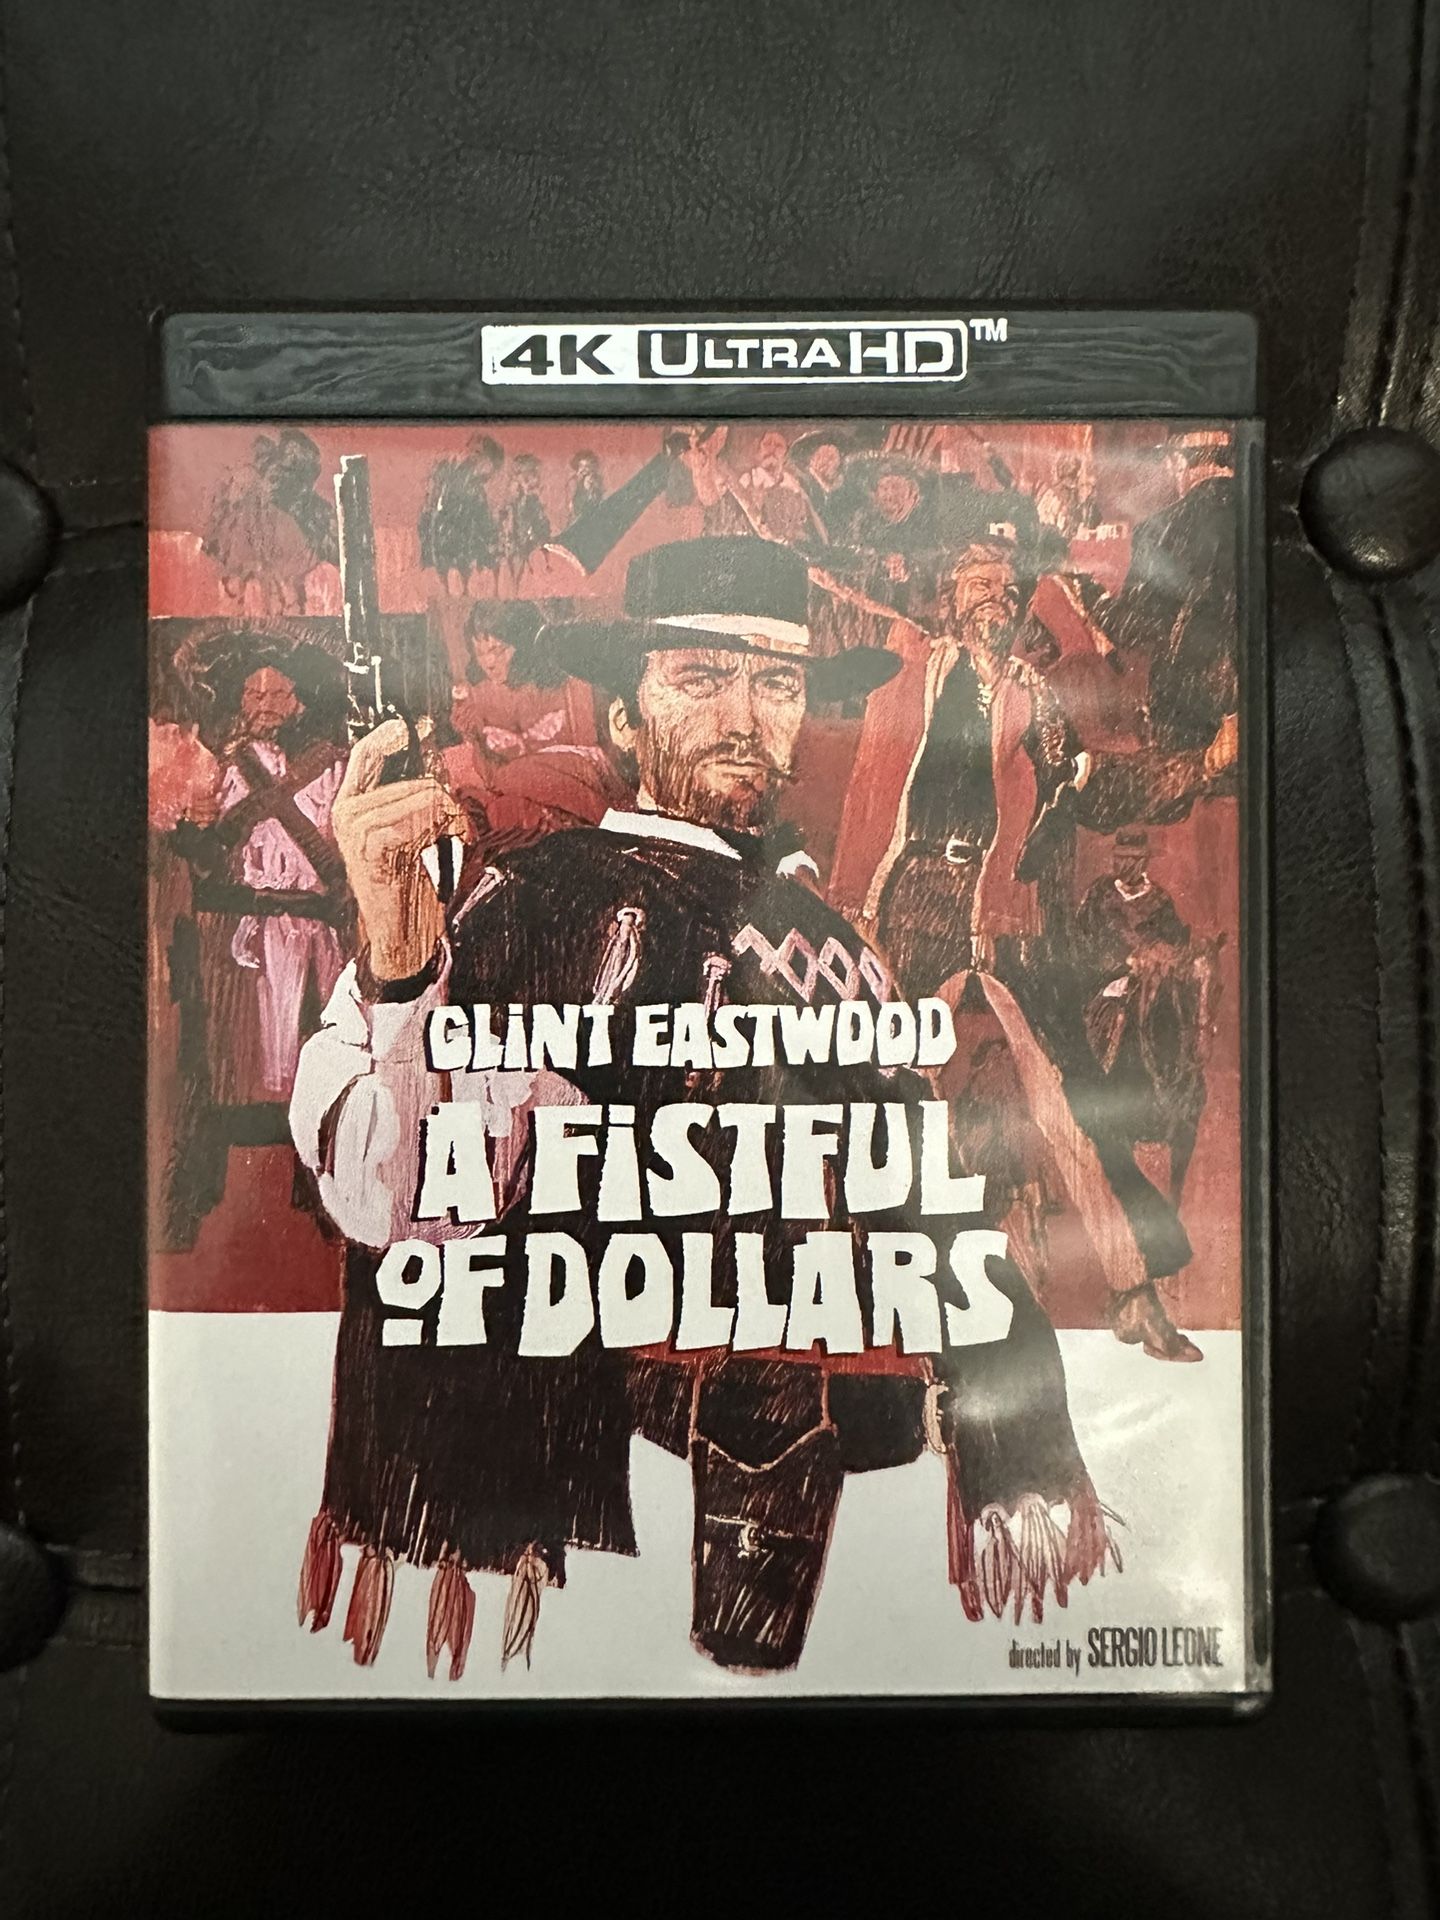 4K ULTRA HD™
CLiNT EASTWOOD
A FiSTFUL
OF DOLLARS
directed by SERGIO LEONE